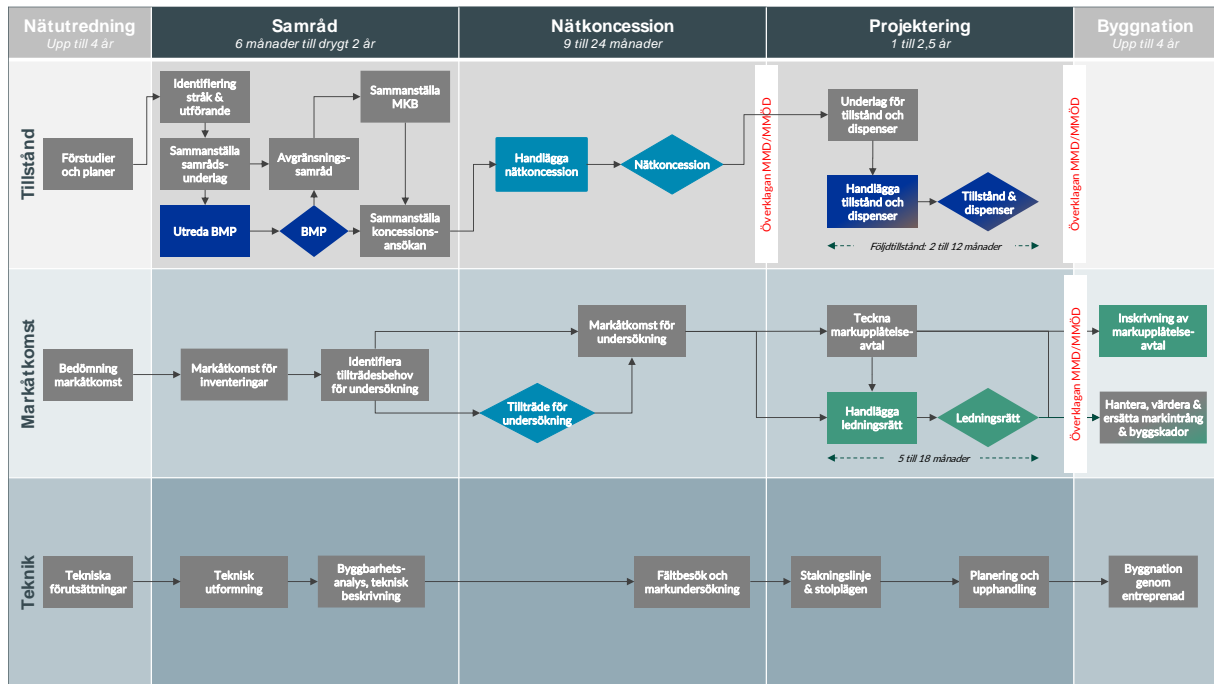 Nätutredning
Upp till 4 år
Samråd
6 månader till drygt 2 år
Nätkoncession
9 till 24 månader
Projektering
1 till 2,5 år
Byggnation
Upp till 4 år
Tillstånd
Förstudier
och planer
Identifiering
stråk &
utförande
Sammanställa
samråds-
underlag
Utreda BMP
Avgränsnings-
samråd
BMP
Sammanställa
MKB
Sammanställa
koncessions-
ansökan
Handlägga
nätkoncession
Nätkoncession
Överklagan MMD/MMÖD
Underlag för
tillstånd och
dispenser
Handlägga
tillstånd och
dispenser
Tillstånd &
dispenser
Följdtillstånd: 2 till 12 månader
Överklagan MMD/MMÖD
Markåtkomst
Bedömning
markåtkomst
Markåtkomst för
inventeringar
Identifiera
tillträdesbehov
för undersökning
Tillträde för
undersökning
Markåtkomst för
undersökning
Teckna
markupplåtelse-
avtal
Handlägga
ledningsrätt
Ledningsrätt
5 till 18 månader
Överklagan MMD/MMÖD
Inskrivning av
markupplåtelse-
avtal
Hantera, värdera &
ersätta markintrång
& byggskador
Teknik
Tekniska
förutsättningar
Teknisk
utformning
Byggbarhets-
analys, teknisk
beskrivning
Fältbesök och
markundersökning
Stakningslinje
& stolplägen
Planering och
upphandling
Byggnation
genom
entreprenad